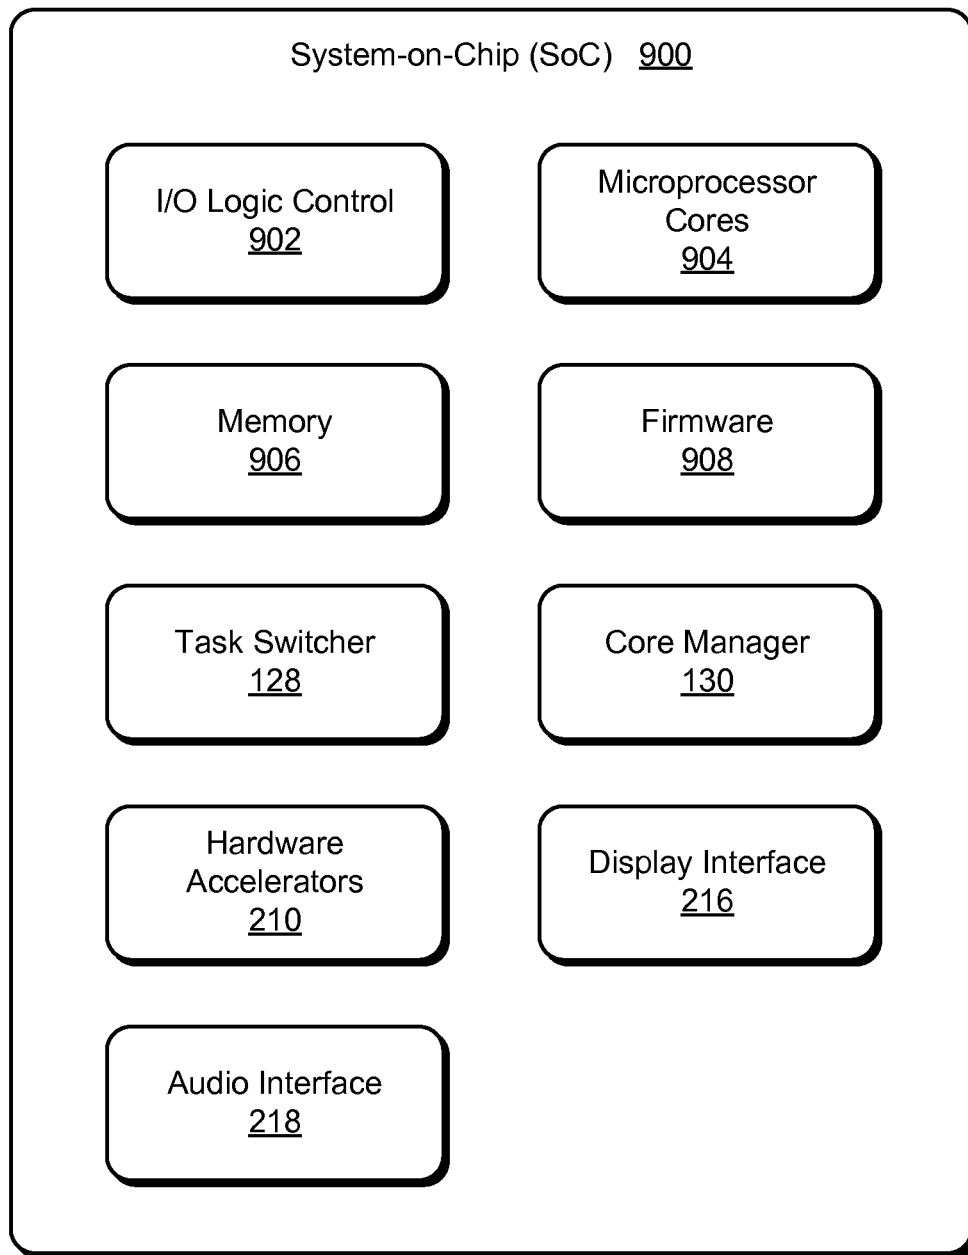 System-on-Chip (SoC) 900
I/O Logic Control
902
Microprocessor
Cores
904
Memory
906
Firmware
908
Task Switcher
128
Core Manager
130
Hardware
Accelerators
210
Display Interface
216
Audio Interface
218